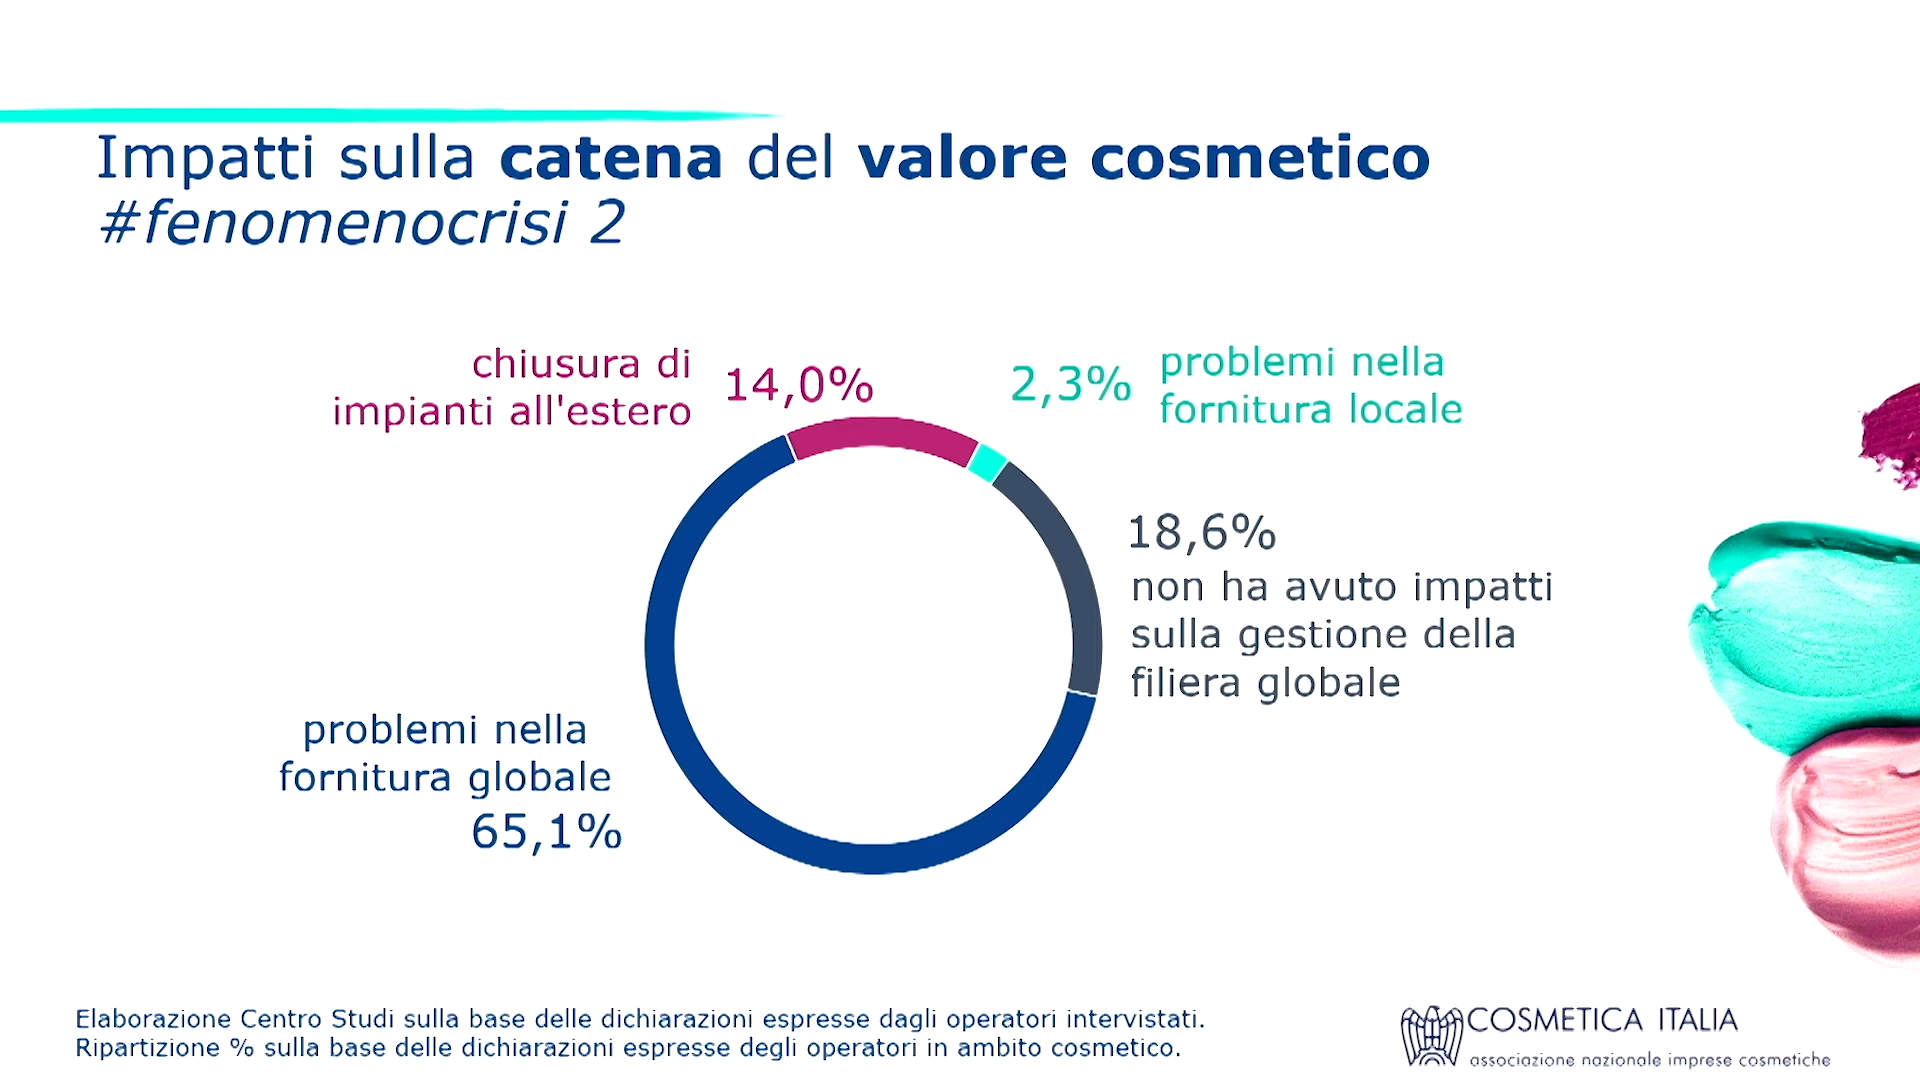 Impatti sulla catena del valore cosmetico
#fenomenocrisi 2
chiusura di
impianti all'estero
14,0%
2,3%
problemi nella
fornitura locale
18,6%
non ha avuto impatti
sulla gestione della
filiera globale
problemi nella
fornitura globale
65,1%
Elaborazione Centro Studi sulla base delle dichiarazioni espresse dagli operatori intervistati.
Ripartizione % sulla base delle dichiarazioni espresse degli operatori in ambito cosmetico.
COSMETICA ITALIA
associazione nazionale imprese cosmetiche